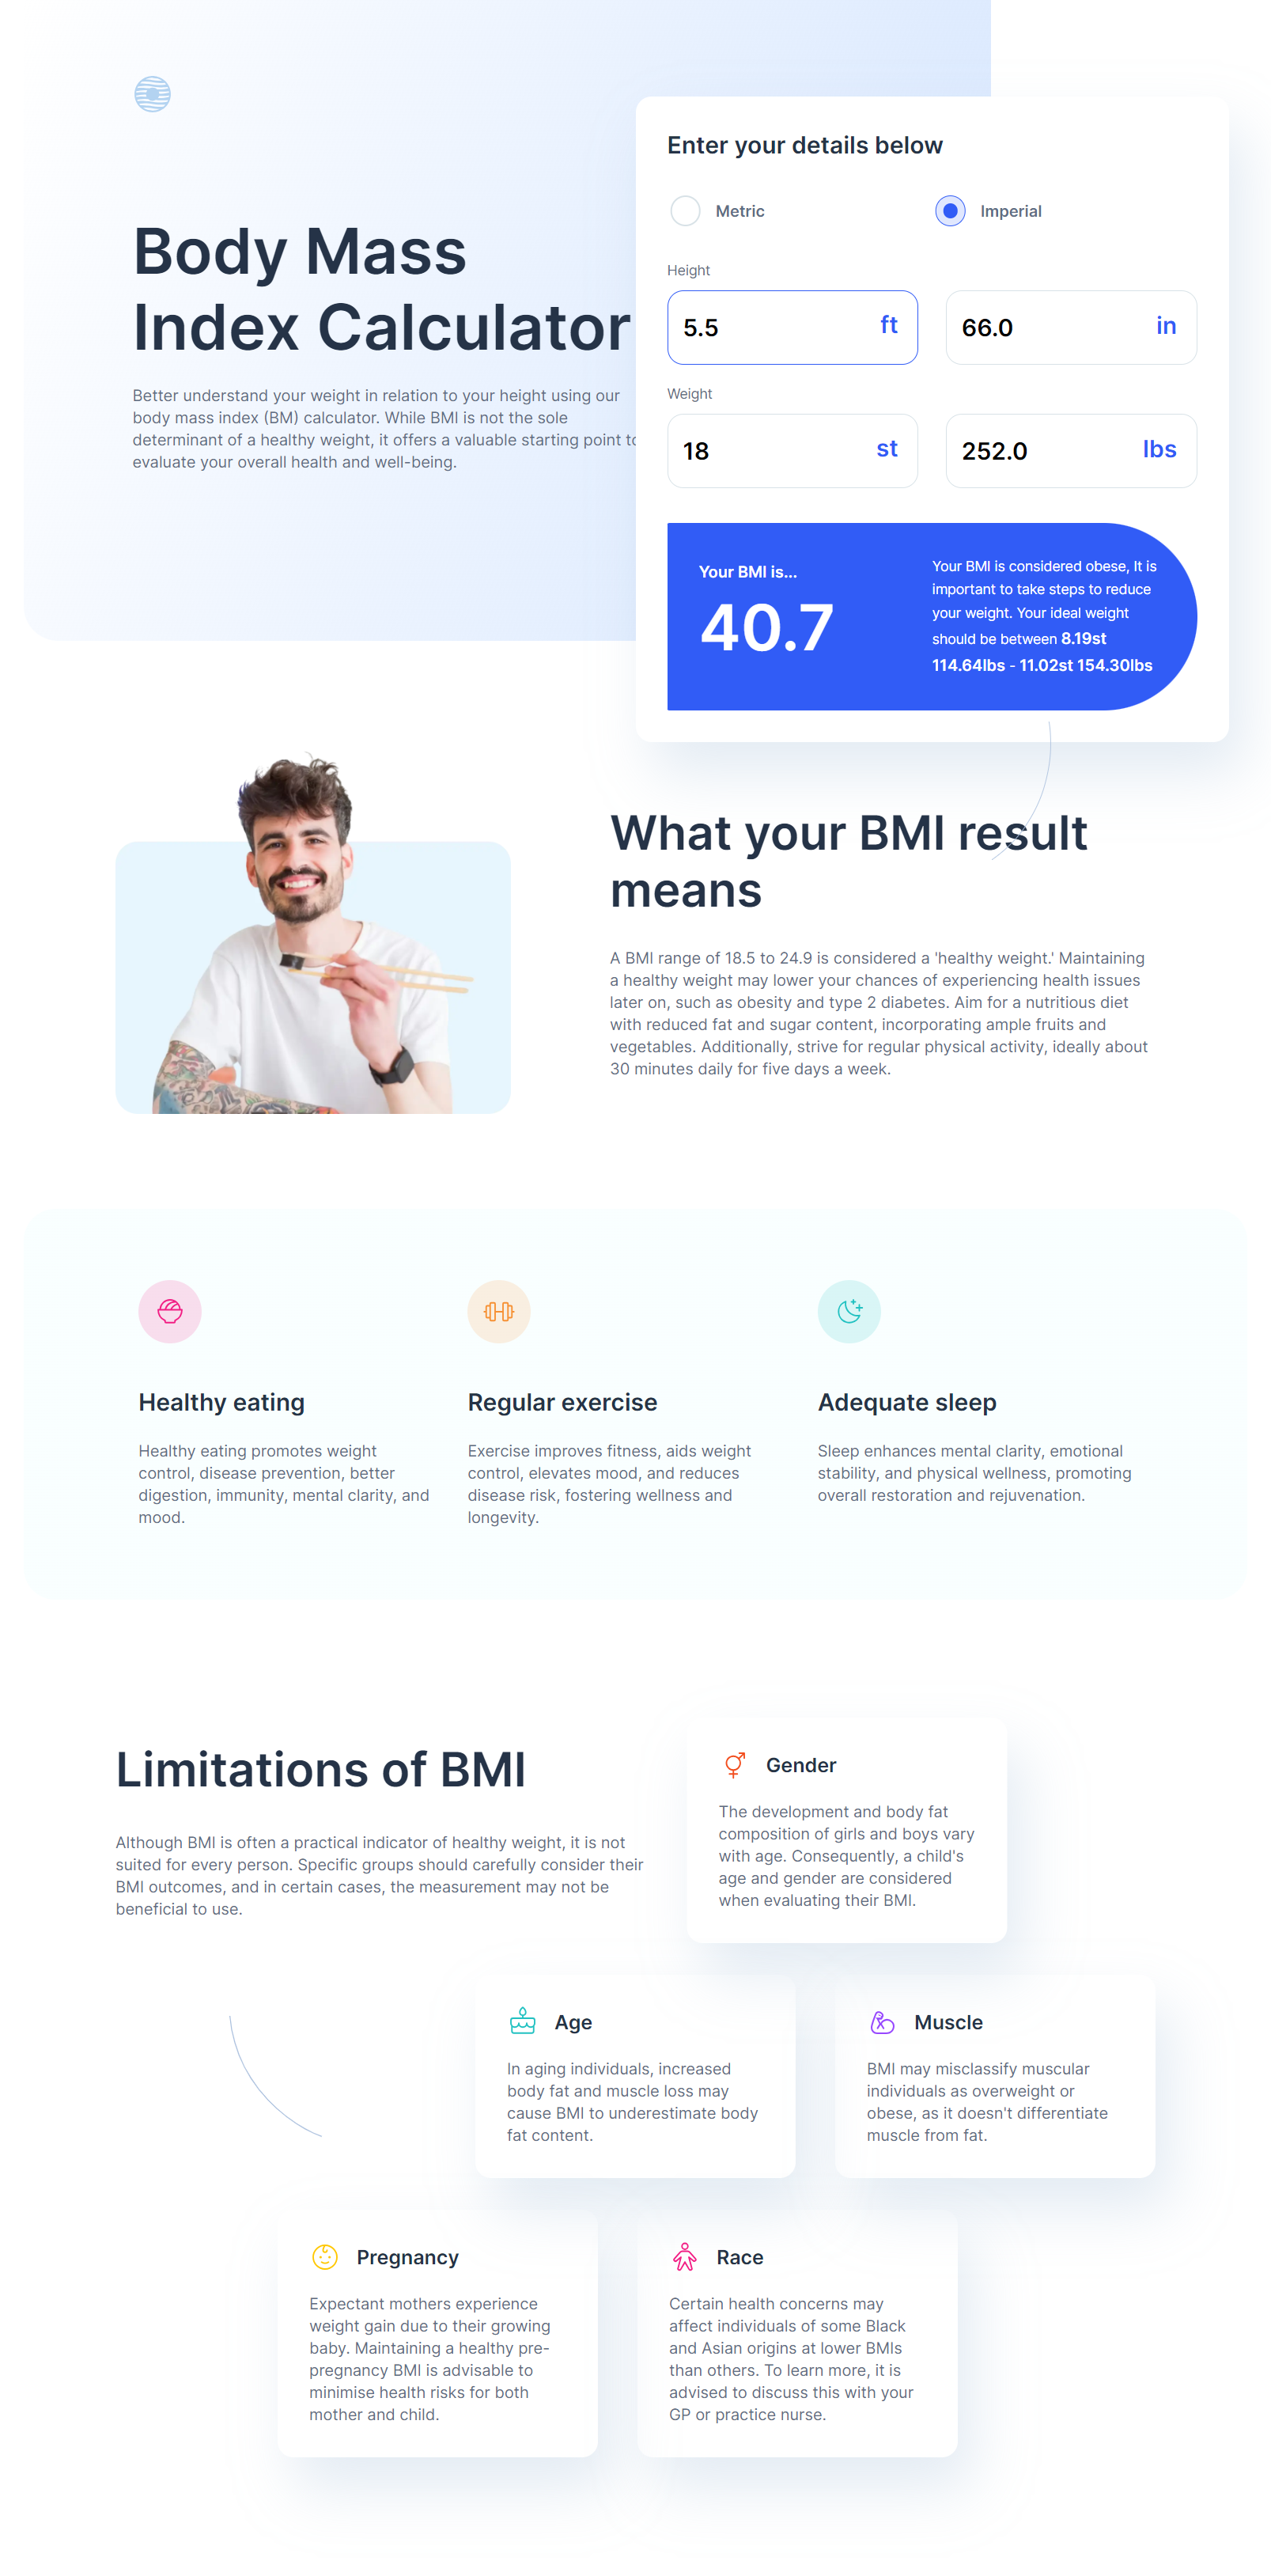 Body Mass
Index Calculator
Better understand your weight in relation to your height using our
body mass index (BM) calculator. While BMI is not the sole
determinant of a healthy weight, it offers a valuable starting point to
evaluate your overall health and well-being.
Enter your details below
Metric
Imperial
Height
5.5 ft
66.0 in
Weight
18 st
252.0 lbs
Your BMI is...
40.7
Your BMI is considered obese, It is
important to take steps to reduce
your weight. Your ideal weight
should be between 8.19st
114.64lbs - 11.02st 154.30lbs
What your BMI result
means
A BMI range of 18.5 to 24.9 is considered a 'healthy weight.' Maintaining
a healthy weight may lower your chances of experiencing health issues
later on, such as obesity and type 2 diabetes. Aim for a nutritious diet
with reduced fat and sugar content, incorporating ample fruits and
vegetables. Additionally, strive for regular physical activity, ideally about
30 minutes daily for five days a week.
Healthy eating
Healthy eating promotes weight
control, disease prevention, better
digestion, immunity, mental clarity, and
mood.
Regular exercise
Exercise improves fitness, aids weight
control, elevates mood, and reduces
disease risk, fostering wellness and
longevity.
Adequate sleep
Sleep enhances mental clarity, emotional
stability, and physical wellness, promoting
overall restoration and rejuvenation.
Limitations of BMI
Although BMI is often a practical indicator of healthy weight, it is not
suited for every person. Specific groups should carefully consider their
BMI outcomes, and in certain cases, the measurement may not be
beneficial to use.
Gender
The development and body fat
composition of girls and boys vary
with age. Consequently, a child's
age and gender are considered
when evaluating their BMI.
Age
In aging individuals, increased
body fat and muscle loss may
cause BMI to underestimate body
fat content.
Muscle
BMI may misclassify muscular
individuals as overweight or
obese, as it doesn't differentiate
muscle from fat.
Pregnancy
Expectant mothers experience
weight gain due to their growing
baby. Maintaining a healthy pre-
pregnancy BMI is advisable to
minimise health risks for both
mother and child.
Race
Certain health concerns may
affect individuals of some Black
and Asian origins at lower BMIs
than others. To learn more, it is
advised to discuss this with your
GP or practice nurse.